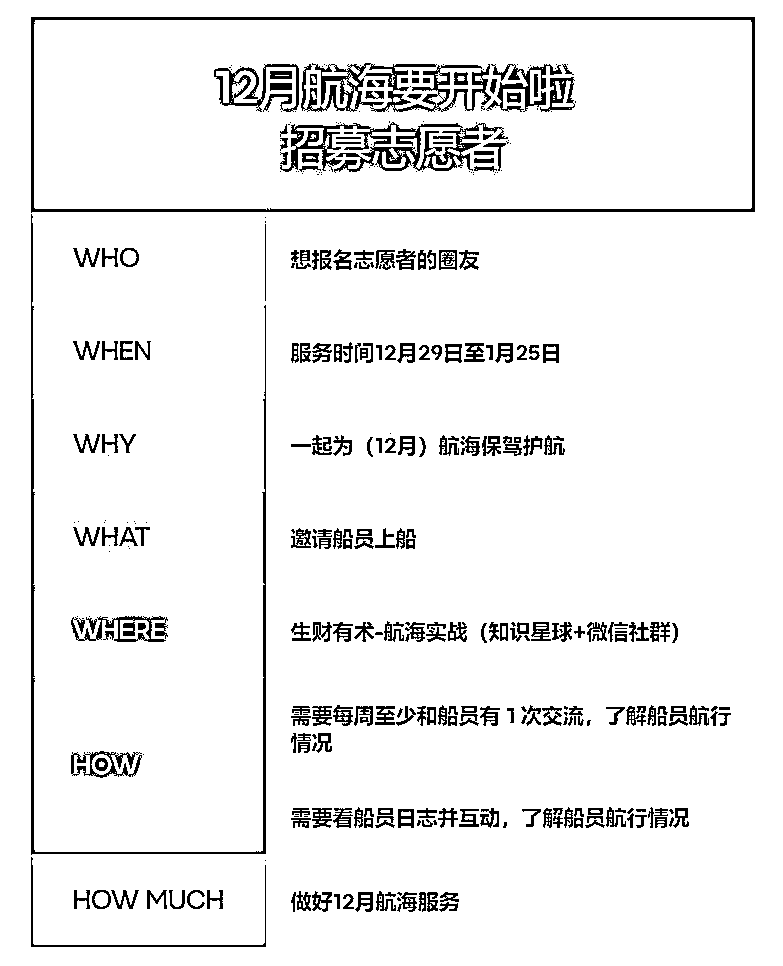 12月航海要开始啦
招募志愿者
WHO
想报名志愿者的圈友
WHEN
服务时间12月29日至1月25日
WHY
一起为（12月）航海保驾护航
WHAT
邀请船员上船
WHERE
生财有术-航海实战（知识星球+微信社群）
HOW
需要每周至少和船员有 1 次交流，了解船员航行
情况
需要看船员日志并互动，了解船员航行情况
HOW MUCH
做好12月航海服务